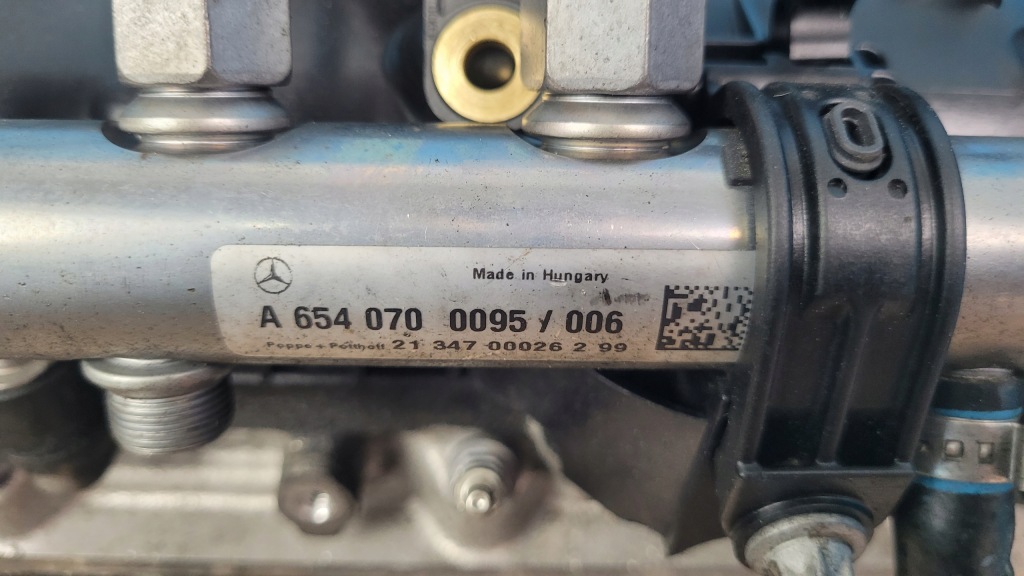 Made in Hungary
A 654 070 0095 / 006
Poppe + Potthoff 21 347 00026 2 99